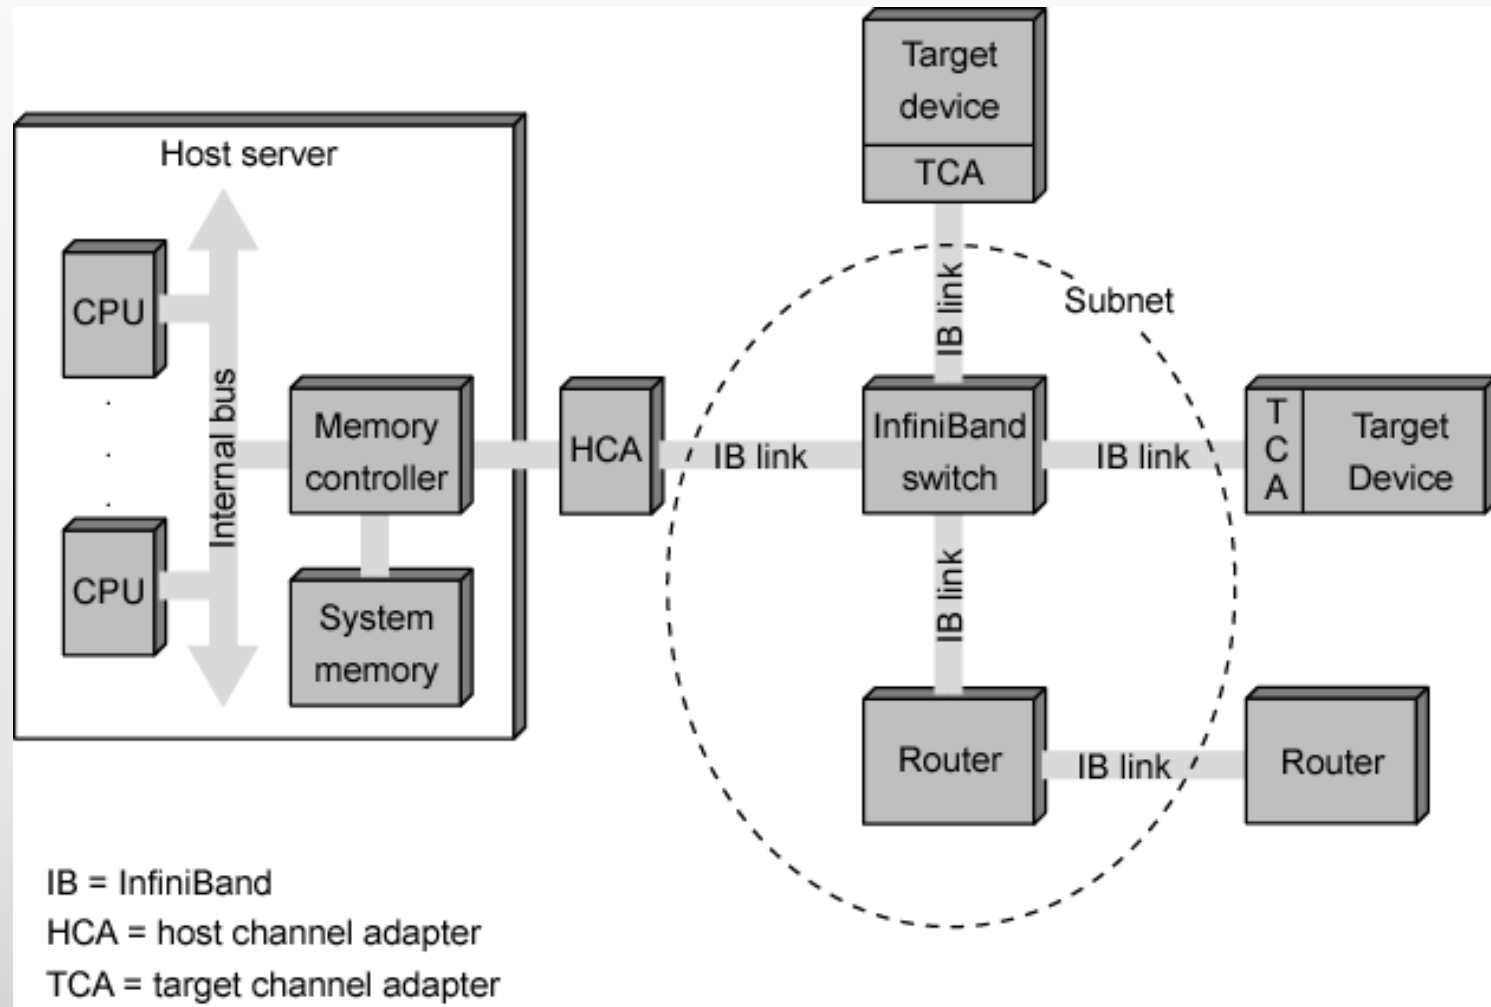 Target
device
TCA
Host server
CPU
Internal bus
CPU
Memory
controller
System
memory
HCA
IB link
IB link
Subnet
InfiniBand
switch
IB link
T
C
A
Target
Device
IB link
Router
IB link
Router
IB = InfiniBand
HCA = host channel adapter
TCA = target channel adapter